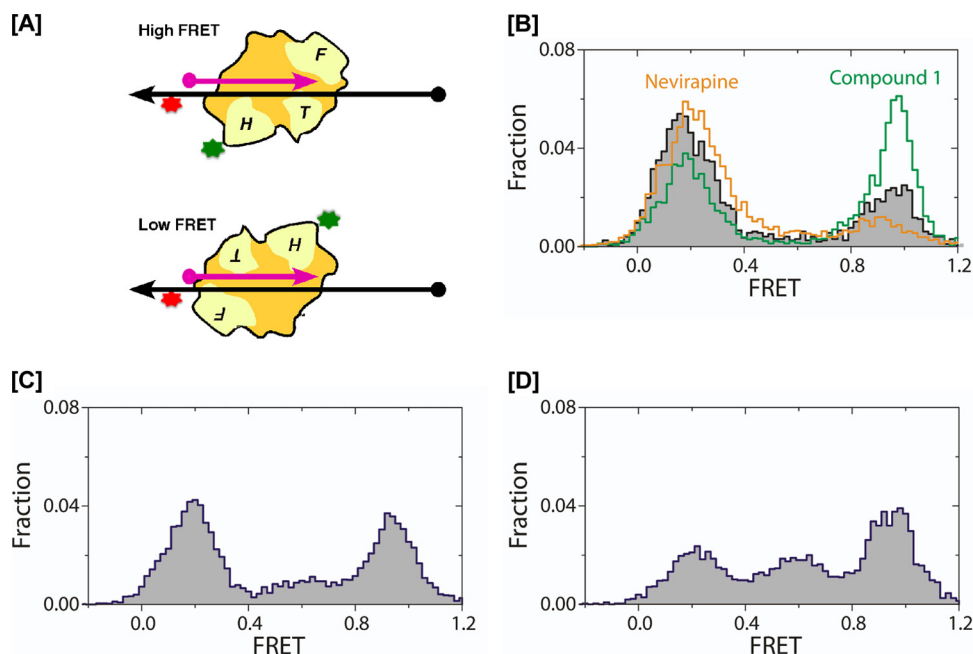 [A]
High FRET
F
H
T
Low FRET
T
H
F
[B]
0.08
0.04
0.00
Fraction
Nevirapine
Compound 1
0.0 0.4 0.8 1.2
FRET
[C]
0.08
0.04
0.00
Fraction
0.0 0.4 0.8 1.2
FRET
[D]
0.08
0.04
0.00
Fraction
0.0 0.4 0.8 1.2
FRET